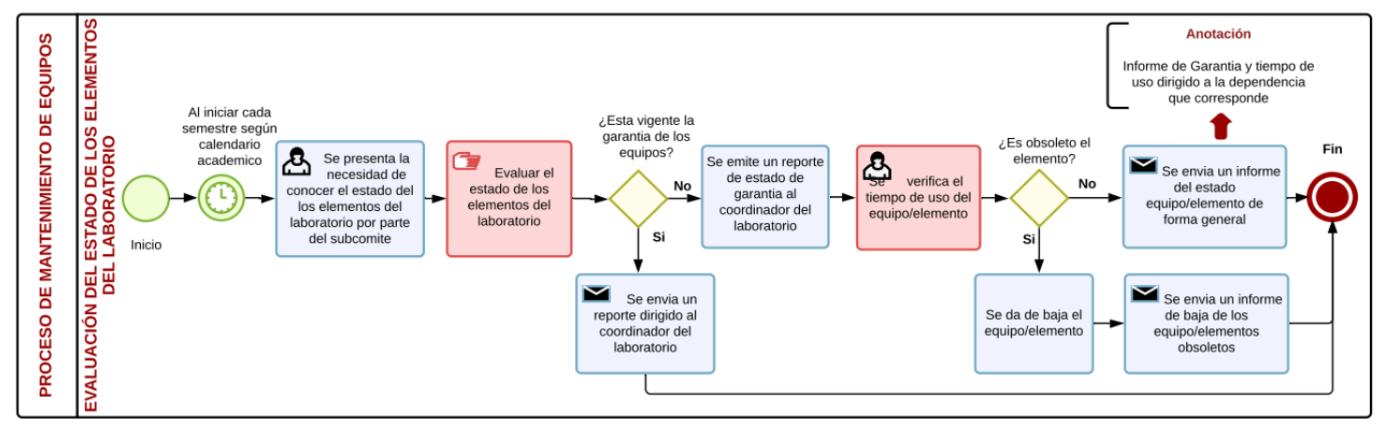 PROCESO DE MANTENIMIENTO DE EQUIPOS
EVALUACIÓN DEL ESTADO DE LOS ELEMENTOS
DEL LABORATORIO
Inicio
Al iniciar cada
semestre según
calendario
academico
Se presenta la
necesidad de
conocer el estado del
los elementos del
laboratorio por parte
del subcomite
Evaluar el
estado de los
elementos del
laboratorio
¿Esta vigente la
garantia de los
equipos?
No
Si
Se envia un
reporte dirigido al
coordinador del
laboratorio
Se emite un reporte
de estado de
garantia al
coordinador del
laboratorio
Se verifica el
tiempo de uso del
equipo/elemento
¿Es obsoleto el
elemento?
No
Si
Se da de baja el
equipo/elemento
Se envia un informe
de baja de los
equipo/elementos
obsoletos
Se envia un informe
del estado
equipo/elemento de
forma general
Anotación
Informe de Garantia y tiempo de
uso dirigido a la dependencia
que corresponde
Fin